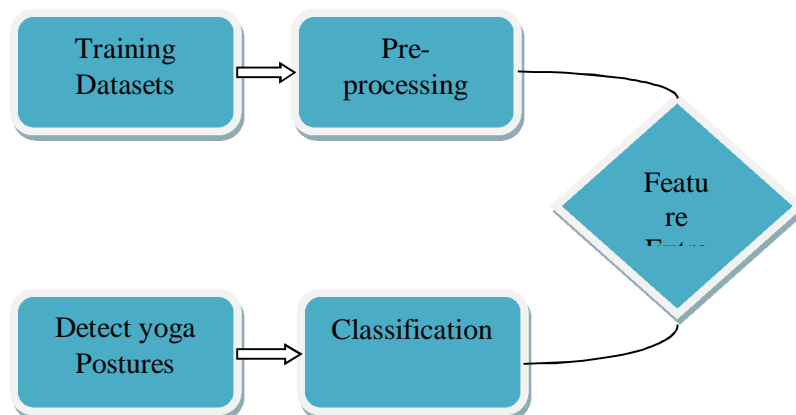 Training
Datasets
Pre-
processing
Featu
re
Detect yoga
Postures
Classification